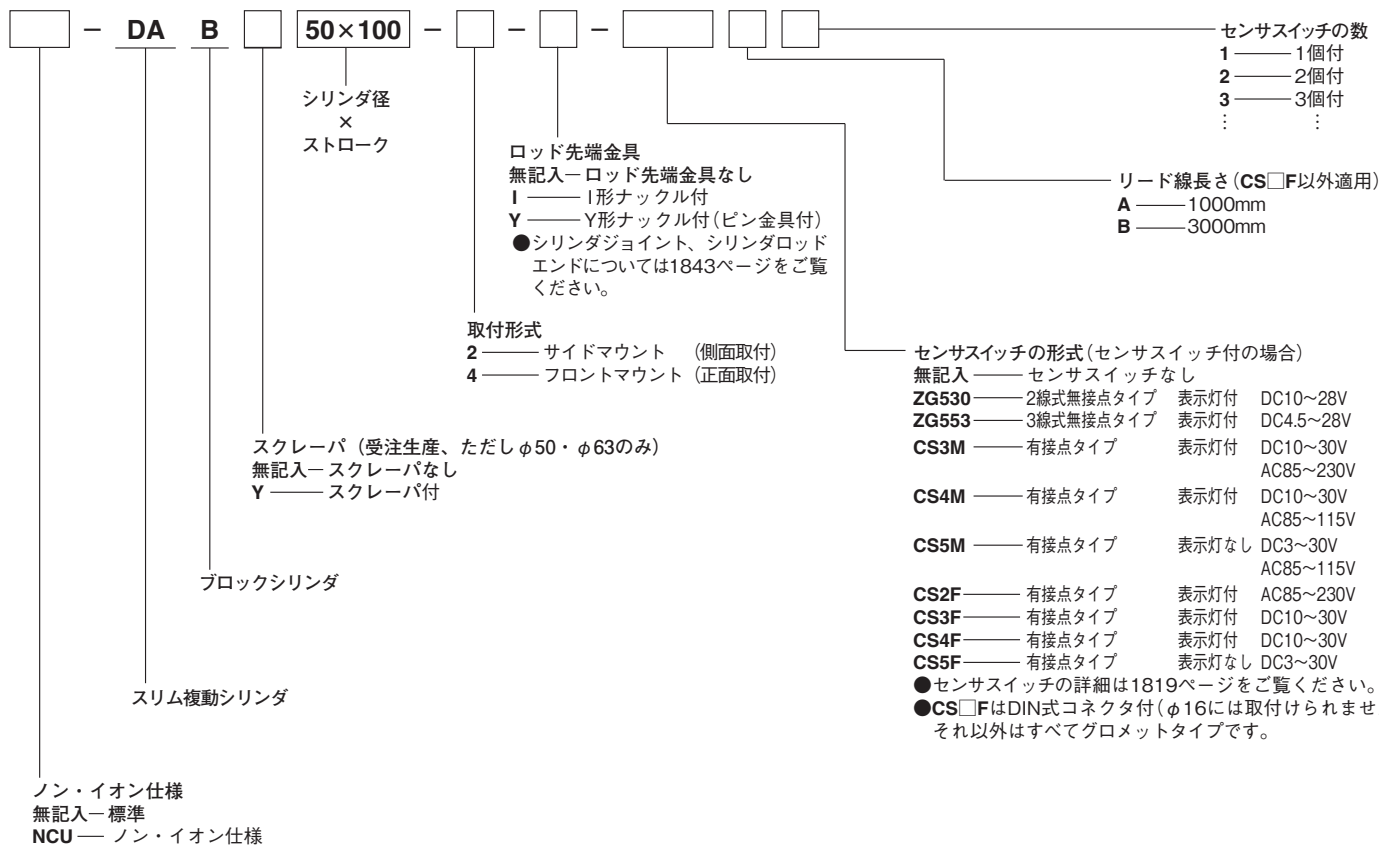 □ － DA B □ 50×100 － □ － □ － □ □ □
センサスイッチの数
1 ─── 1個付
2 ─── 2個付
3 ─── 3個付
⋮ ⋮
シリンダ径
×
ストローク
リード線長さ（CS□F以外適用）
A ─── 1000mm
B ─── 3000mm
ロッド先端金具
無記入─ロッド先端金具なし
I ─── I形ナックル付
Y ─── Y形ナックル付（ピン金具付）
●シリンダジョイント、シリンダロッド
エンドについては1843ページをご覧
ください。
取付形式
2 ─── サイドマウント （側面取付）
4 ─── フロントマウント（正面取付）
センサスイッチの形式（センサスイッチ付の場合）
無記入 ─── センサスイッチなし
ZG530 ─── 2線式無接点タイプ 表示灯付 DC10～28V
ZG553 ─── 3線式無接点タイプ 表示灯付 DC4.5～28V
CS3M ─── 有接点タイプ 表示灯付 DC10～30V
AC85～230V
CS4M ─── 有接点タイプ 表示灯付 DC10～30V
AC85～115V
CS5M ─── 有接点タイプ 表示灯なし DC3～30V
AC85～115V
CS2F ─── 有接点タイプ 表示灯付 AC85～230V
CS3F ─── 有接点タイプ 表示灯付 DC10～30V
CS4F ─── 有接点タイプ 表示灯付 DC10～30V
CS5F ─── 有接点タイプ 表示灯なし DC3～30V
●センサスイッチの詳細は1819ページをご覧ください。
●CS□FはDIN式コネクタ付（φ16には取付けられませ
それ以外はすべてグロメットタイプです。
スクレーパ（受注生産、ただしφ50・φ63のみ）
無記入─スクレーパなし
Y ─── スクレーパ付
ブロックシリンダ
スリム複動シリンダ
ノン・イオン仕様
無記入─標準
NCU ── ノン・イオン仕様